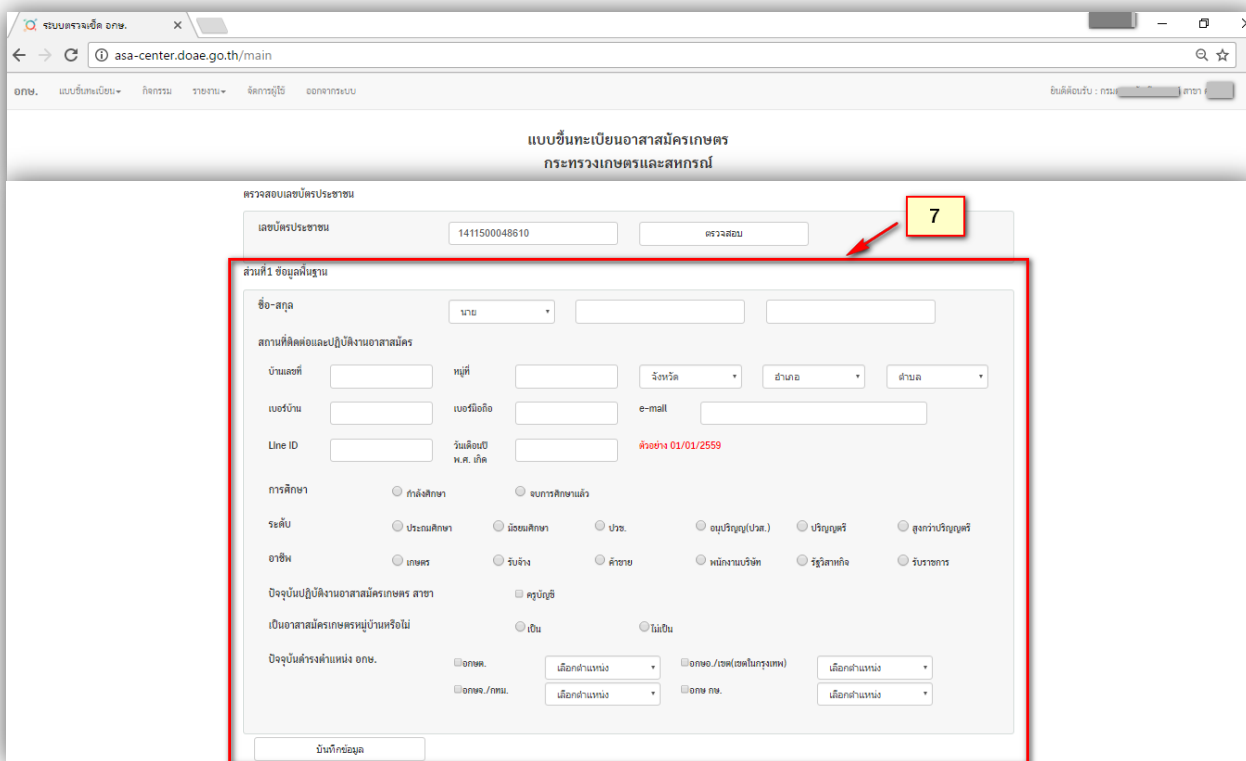 ระบบตรวจเช็ค อกษ.
asa-center.doae.go.th/main
อกษ. แบบขึ้นทะเบียน กิจกรรม รายงาน จัดการผู้ใช้ ออกจากระบบ ยินดีต้อนรับ : สาขา
แบบขึ้นทะเบียนอาสาสมัครเกษตร
กระทรวงเกษตรและสหกรณ์
ตรวจสอบเลขบัตรประชาชน
7
เลขบัตรประชาชน 1411500048610 ตรวจสอบ
ส่วนที่1 ข้อมูลพื้นฐาน
ชื่อ-สกุล นาย
สถานที่ติดต่อและปฏิบัติงานอาสาสมัคร
บ้านเลขที่ หมู่ที่ จังหวัด อำเภอ ตำบล
เบอร์บ้าน เบอร์มือถือ e-mail
Line ID วันเดือนปี ตัวอย่าง 01/01/2559
พ.ศ. เกิด
การศึกษา กำลังศึกษา จบการศึกษาแล้ว
ระดับ ประถมศึกษา มัธยมศึกษา ปวช. อนุปริญญา(ปวส.) ปริญญตรี สูงกว่าปริญญตรี
อาชีพ เกษตร รับจ้าง ค้าขาย พนักงานบริษัท รัฐวิสาหกิจ รับราชการ
ปัจจุบันปฏิบัติงานอาสาสมัครเกษตร สาขา ครูบัญชี
เป็นอาสาสมัครเกษตรหมู่บ้านหรือไม่ เป็น ไม่เป็น
ปัจจุบันดำรงตำแหน่ง อกษ. อกษต. เลือกตำแหน่ง อกษอ./เขต(เขตในกรุงเทพ) เลือกตำแหน่ง
อกษจ./กทม. เลือกตำแหน่ง อกษ กษ. เลือกตำแหน่ง
บันทึกข้อมูล